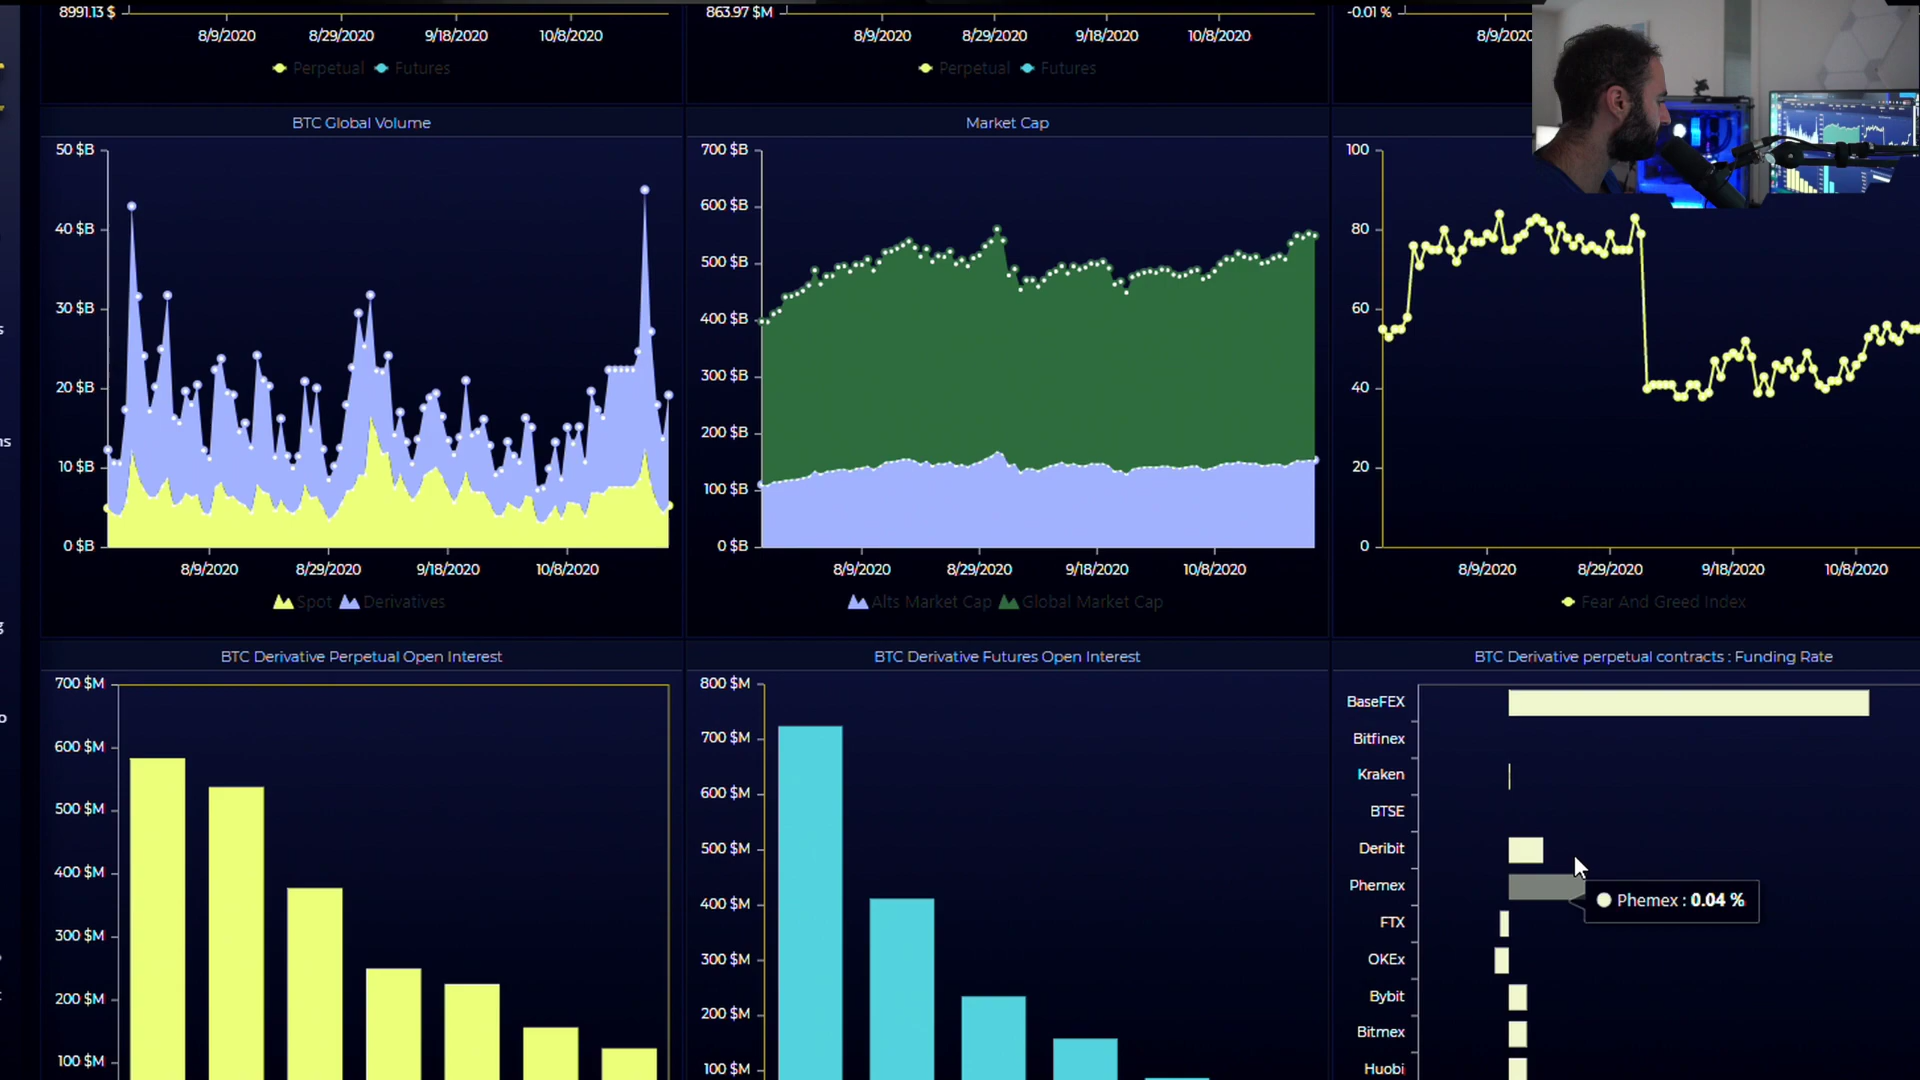 8991.13 $
863.97 $M
-0.01 %
8/9/2020 8/29/2020 9/18/2020 10/8/2020
8/9/2020 8/29/2020 9/18/2020 10/8/2020
8/9/2020
Perpetual Futures
Perpetual Futures
BTC Global Volume
50 $B
40 $B
30 $B
20 $B
10 $B
0 $B
8/9/2020 8/29/2020 9/18/2020 10/8/2020
Spot Derivatives
Market Cap
700 $B
600 $B
500 $B
400 $B
300 $B
200 $B
100 $B
0 $B
8/9/2020 8/29/2020 9/18/2020 10/8/2020
Alts Market Cap Global Market Cap
100
80
60
40
20
0
8/9/2020 8/29/2020 9/18/2020 10/8/2020
Fear And Greed Index
BTC Derivative Perpetual Open Interest
700 $M
600 $M
500 $M
400 $M
300 $M
200 $M
100 $M
BTC Derivative Futures Open Interest
800 $M
700 $M
600 $M
500 $M
400 $M
300 $M
200 $M
100 $M
BTC Derivative perpetual contracts : Funding Rate
BaseFEX
Bitfinex
Kraken
BTSE
Deribit
Phemex
Phemex : 0.04 %
FTX
OKEx
Bybit
Bitmex
Huobi